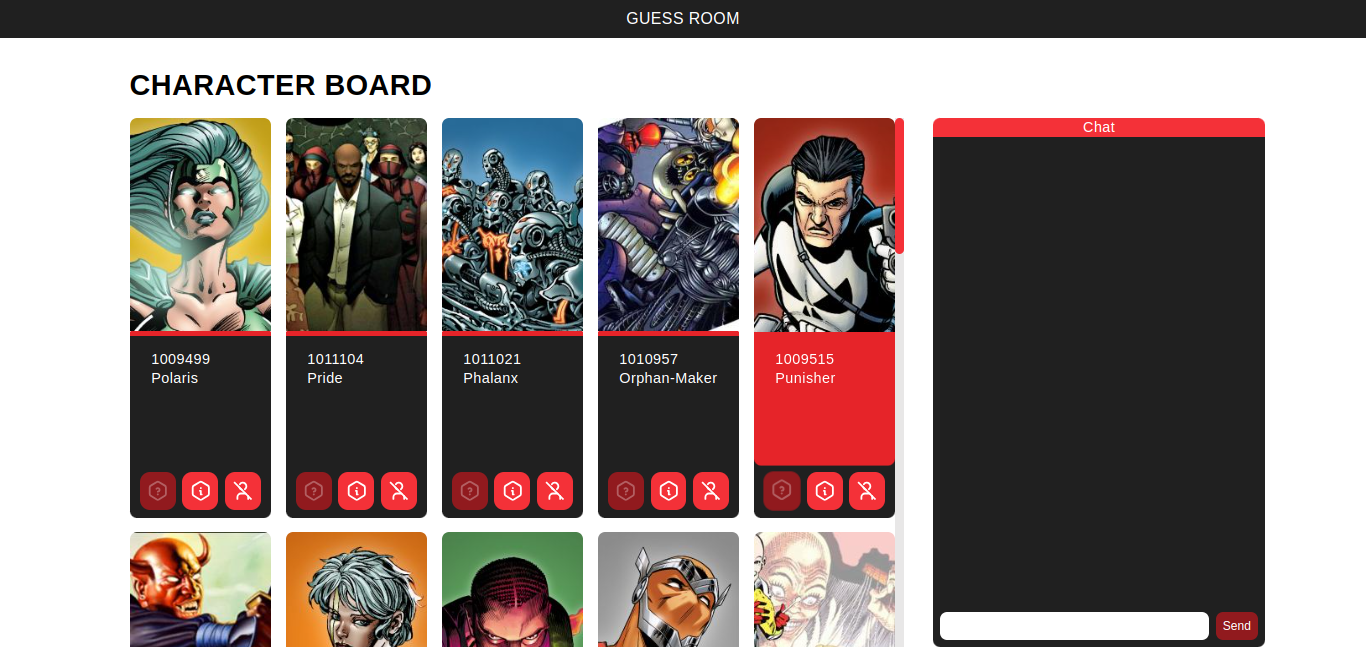 GUESS ROOM
CHARACTER BOARD
1009499
Polaris
1011104
Pride
1011021
Phalanx
1010957
Orphan-Maker
1009515
Punisher
Chat
Send